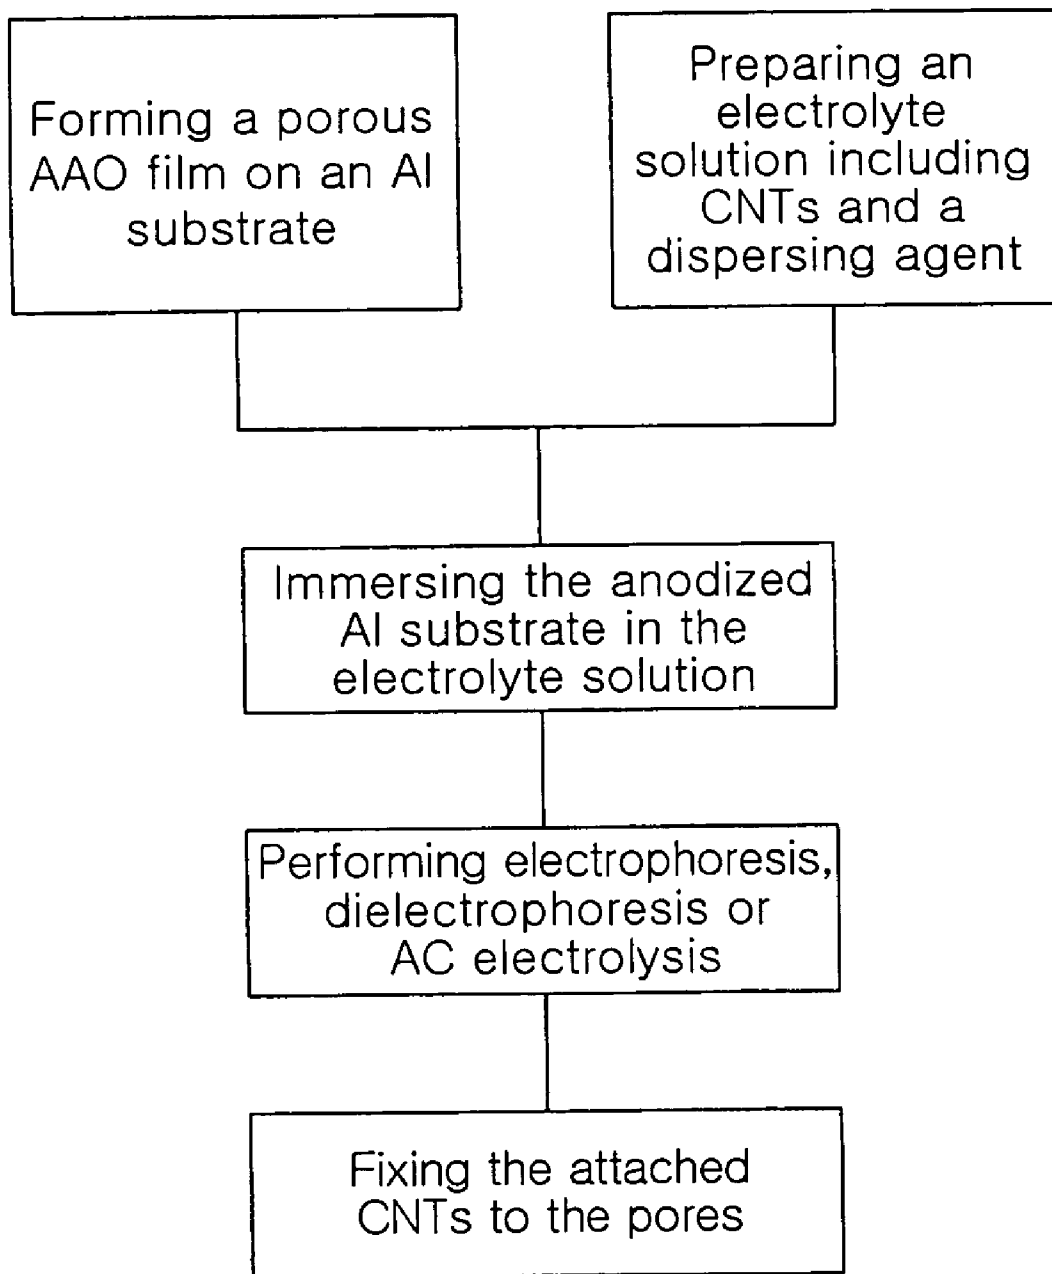 Forming a porous
AAO film on an Al
substrate
Preparing an
electrolyte
solution including
CNTs and a
dispersing agent
Immersing the anodized
Al substrate in the
electrolyte solution
Performing electrophoresis,
dielectrophoresis or
AC electrolysis
Fixing the attached
CNTs to the pores